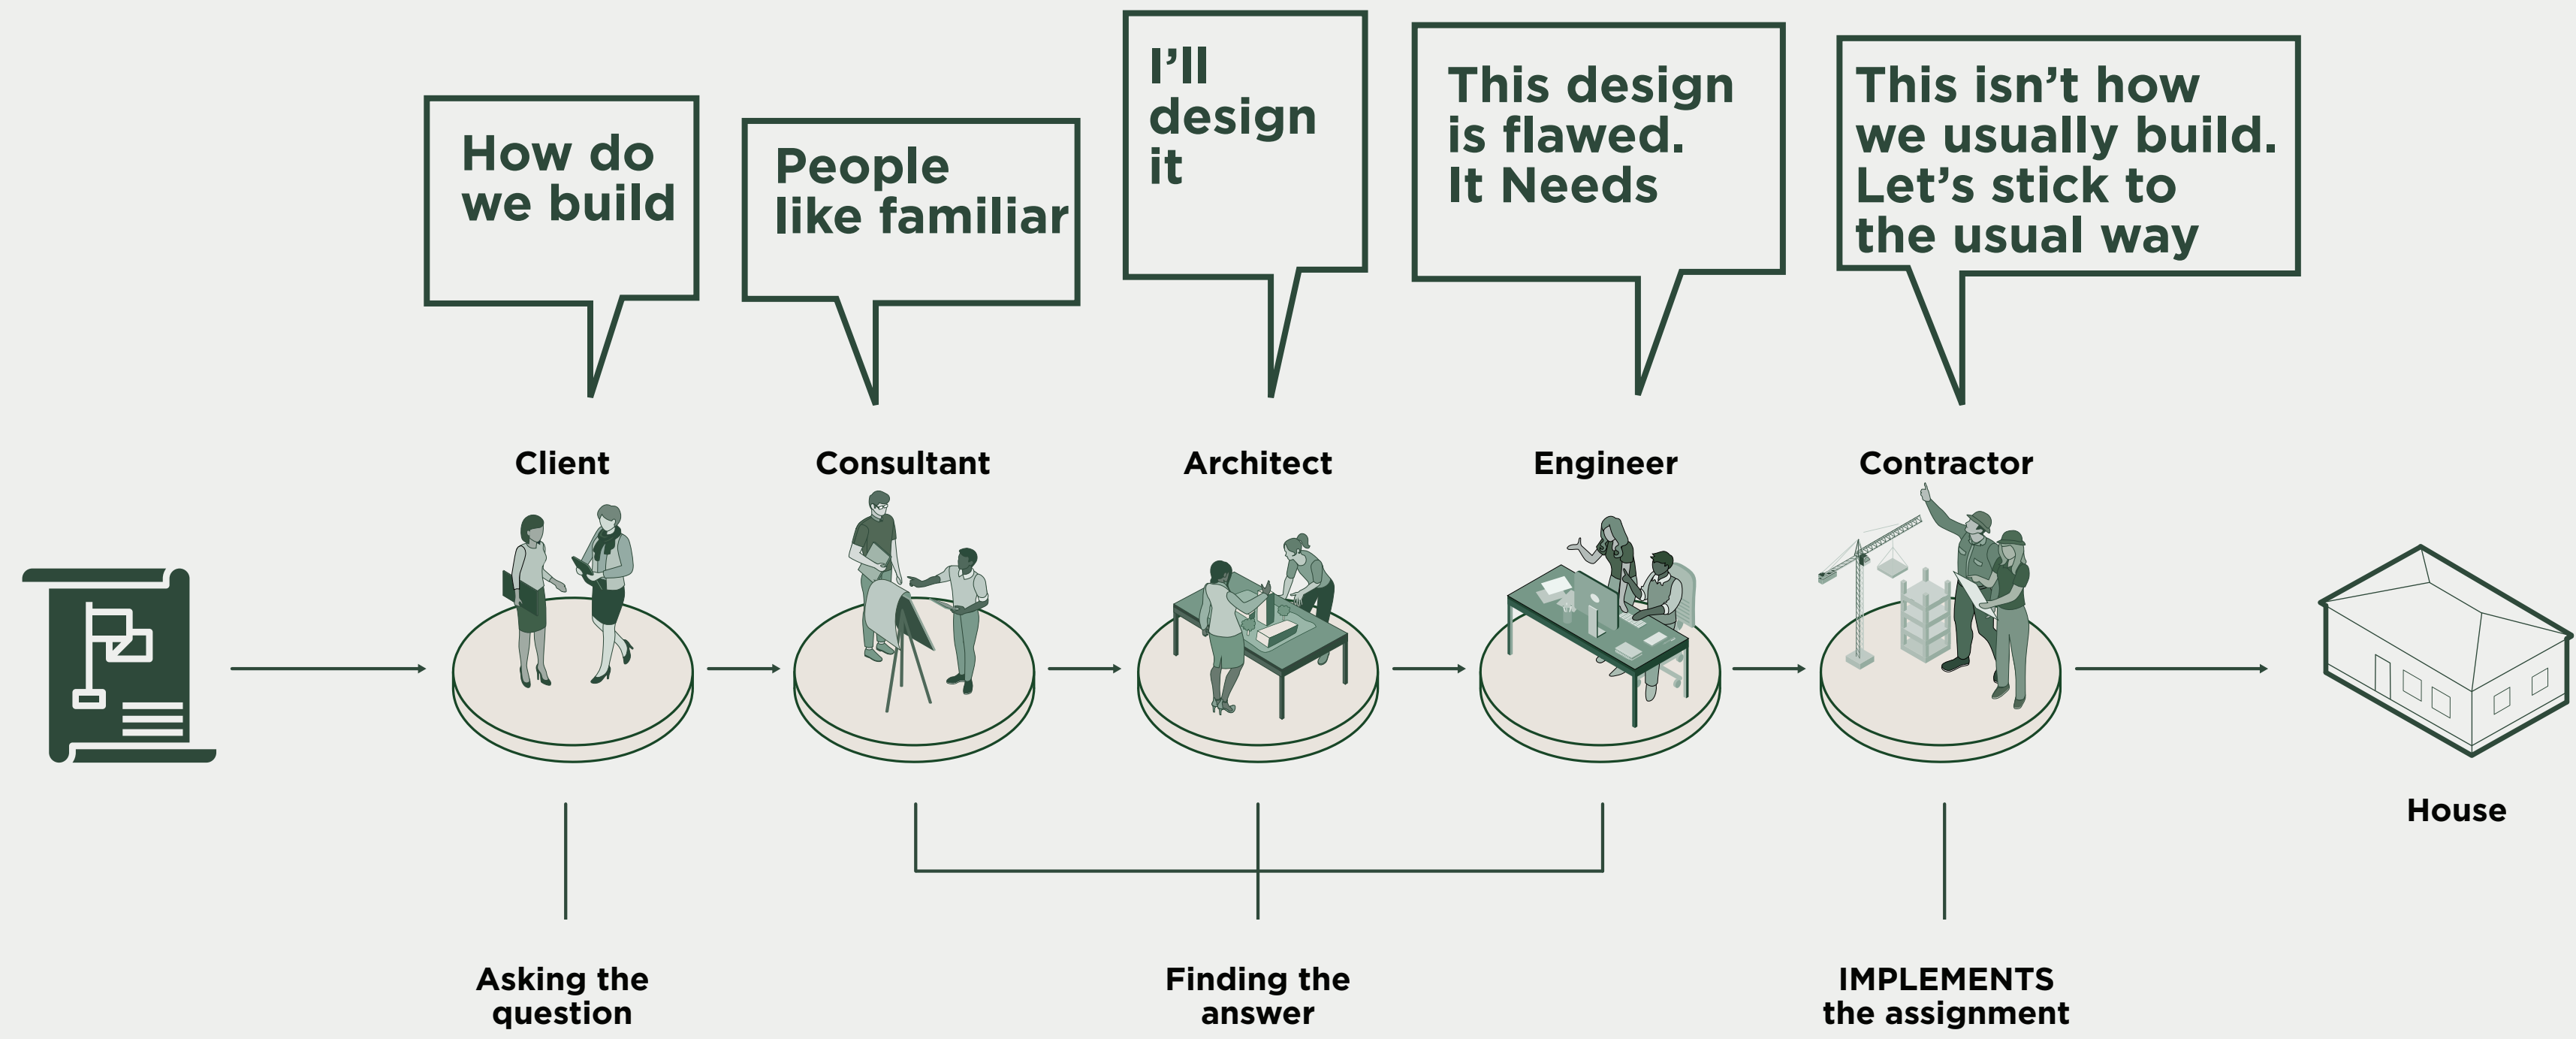 How do
we build
People
like familiar
I'll
design
it
This design
is flawed.
It Needs
This isn't how
we usually build.
Let's stick to
the usual way
Client
Consultant
Architect
Engineer
Contractor
House
Asking the
question
Finding the
answer
IMPLEMENTS
the assignment